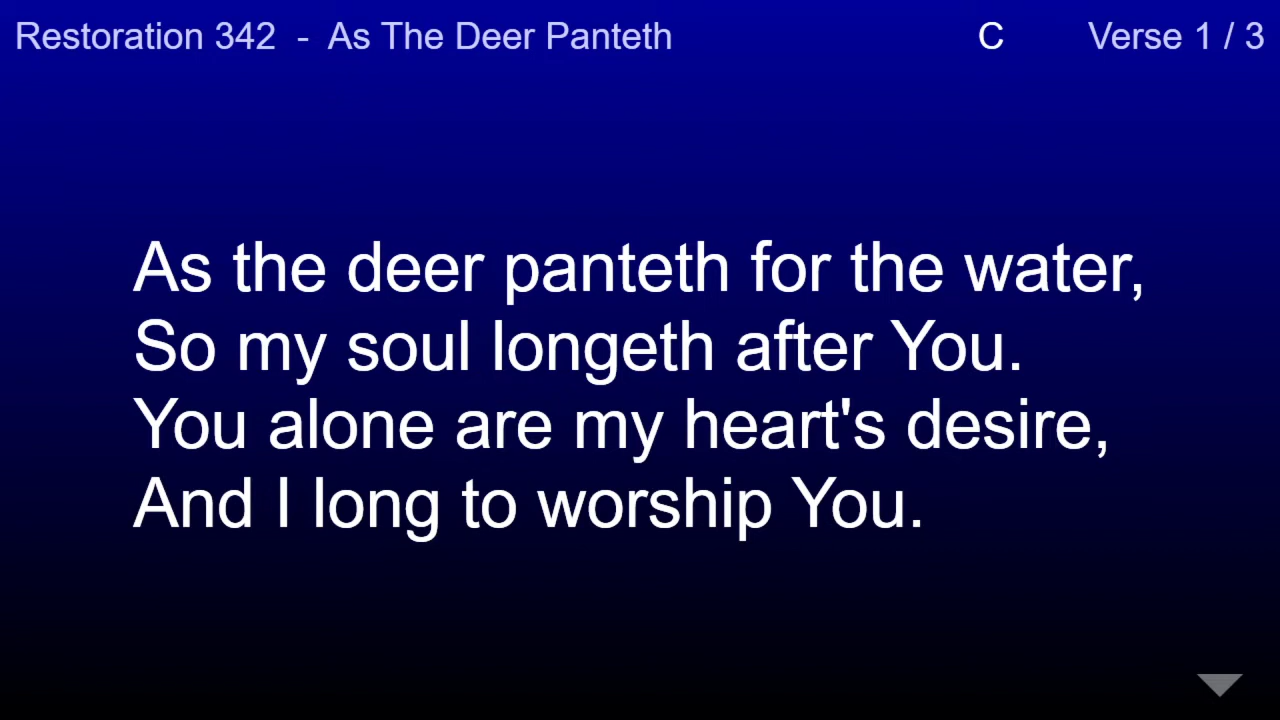 Restoration 342 - As The Deer Panteth C Verse 1 / 3
As the deer panteth for the water,
So my soul longeth after You.
You alone are my heart's desire,
And I long to worship You.